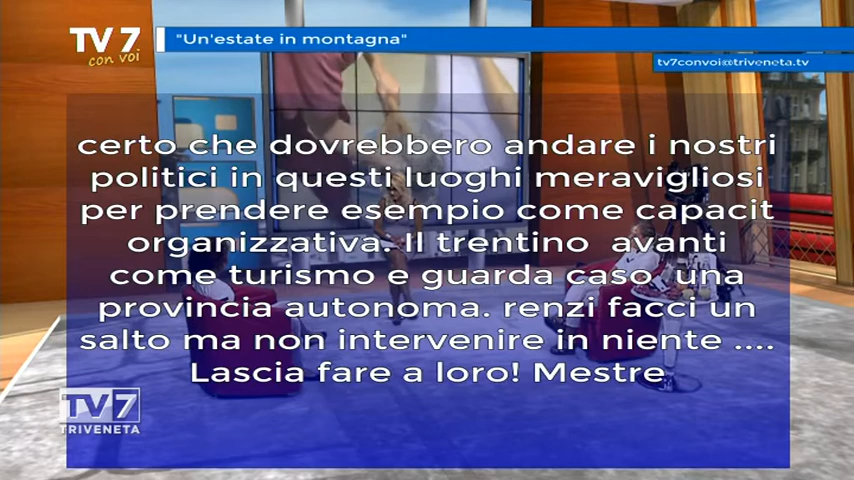 TV7
con voi
"Un'estate in montagna"
tv7convoi@triveneta.tv
certo che dovrebbero andare i nostri
politici in questi luoghi meravigliosi
per prendere esempio come capacit
organizzativa. Il trentino  avanti
come turismo e guarda caso  una
provincia autonoma. renzi facci un
salto ma non intervenire in niente ....
Lascia fare a loro! Mestre
TV7
TRIVENETA